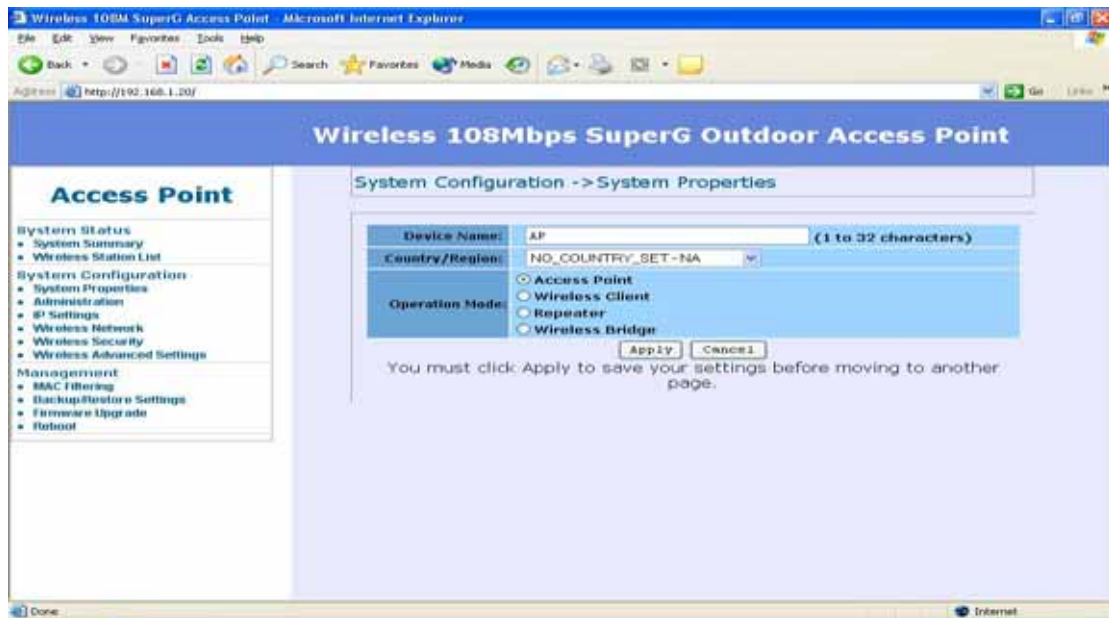 Wireless 108M SuperG Access Point - Microsoft Internet Explorer
File Edit View Favorites Tools Help
Back Search Favorites Media
Address http://192.168.1.20/ Go Links »
Wireless 108Mbps SuperG Outdoor Access Point
Access Point
System Status
System Summary
Wireless Station List
System Configuration
System Properties
Administration
IP Settings
Wireless Network
Wireless Security
Wireless Advanced Settings
Management
MAC Filtering
Backup/Restore Settings
Firmware Upgrade
Reboot
System Configuration ->System Properties
Device Name: AP (1 to 32 characters)
Country/Region: NO_COUNTRY_SET-NA
Operation Mode:
Access Point
Wireless Client
Repeater
Wireless Bridge
Apply Cancel
You must click Apply to save your settings before moving to another
page.
Done Internet